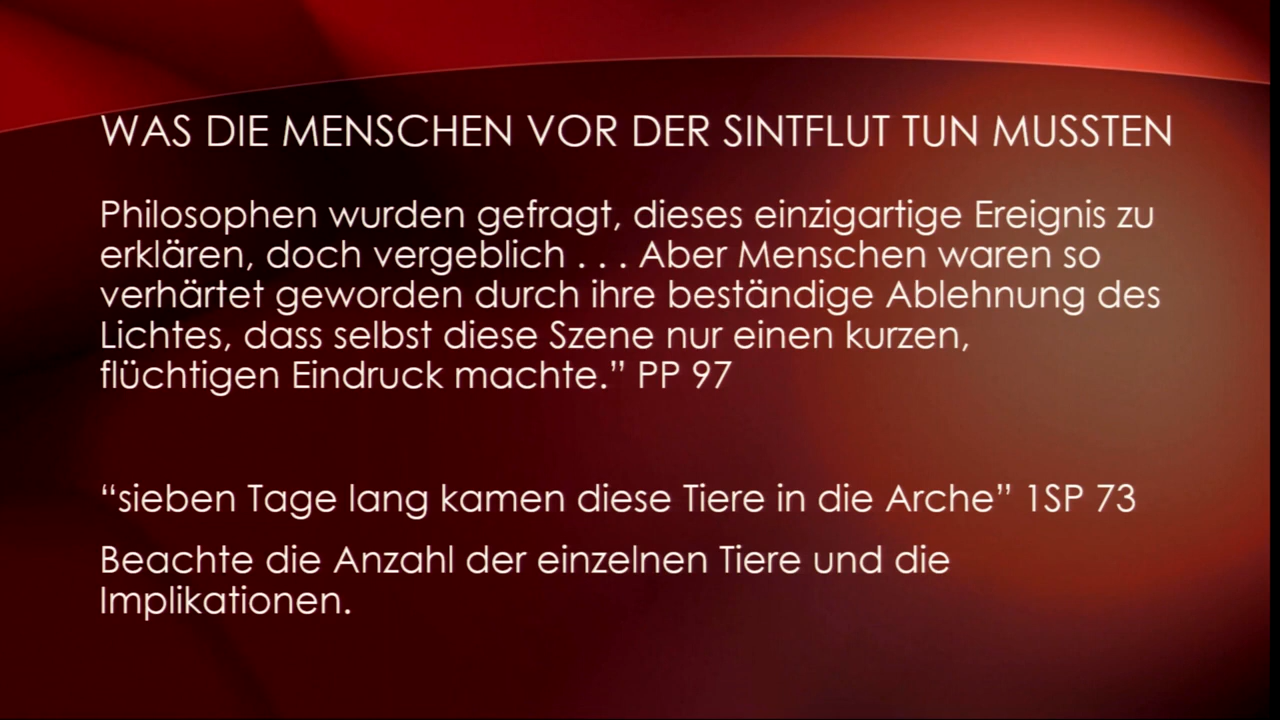 WAS DIE MENSCHEN VOR DER SINTFLUT TUN MUSSTEN
Philosophen wurden gefragt, dieses einzigartige Ereignis zu
erklären, doch vergeblich . . . Aber Menschen waren so
verhärtet geworden durch ihre beständige Ablehnung des
Lichtes, dass selbst diese Szene nur einen kurzen,
flüchtigen Eindruck machte.” PP 97
“sieben Tage lang kamen diese Tiere in die Arche” 1SP 73
Beachte die Anzahl der einzelnen Tiere und die
Implikationen.